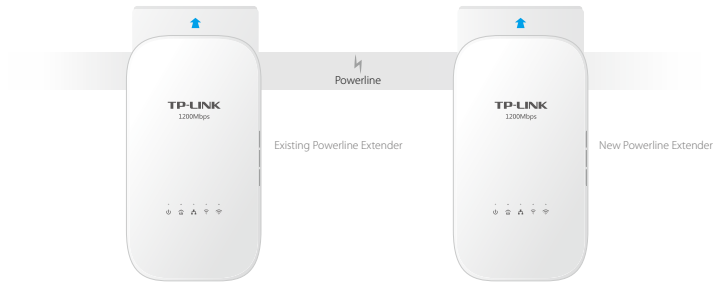 Powerline
TP-LINK
1200Mbps
Existing Powerline Extender
TP-LINK
1200Mbps
New Powerline Extender